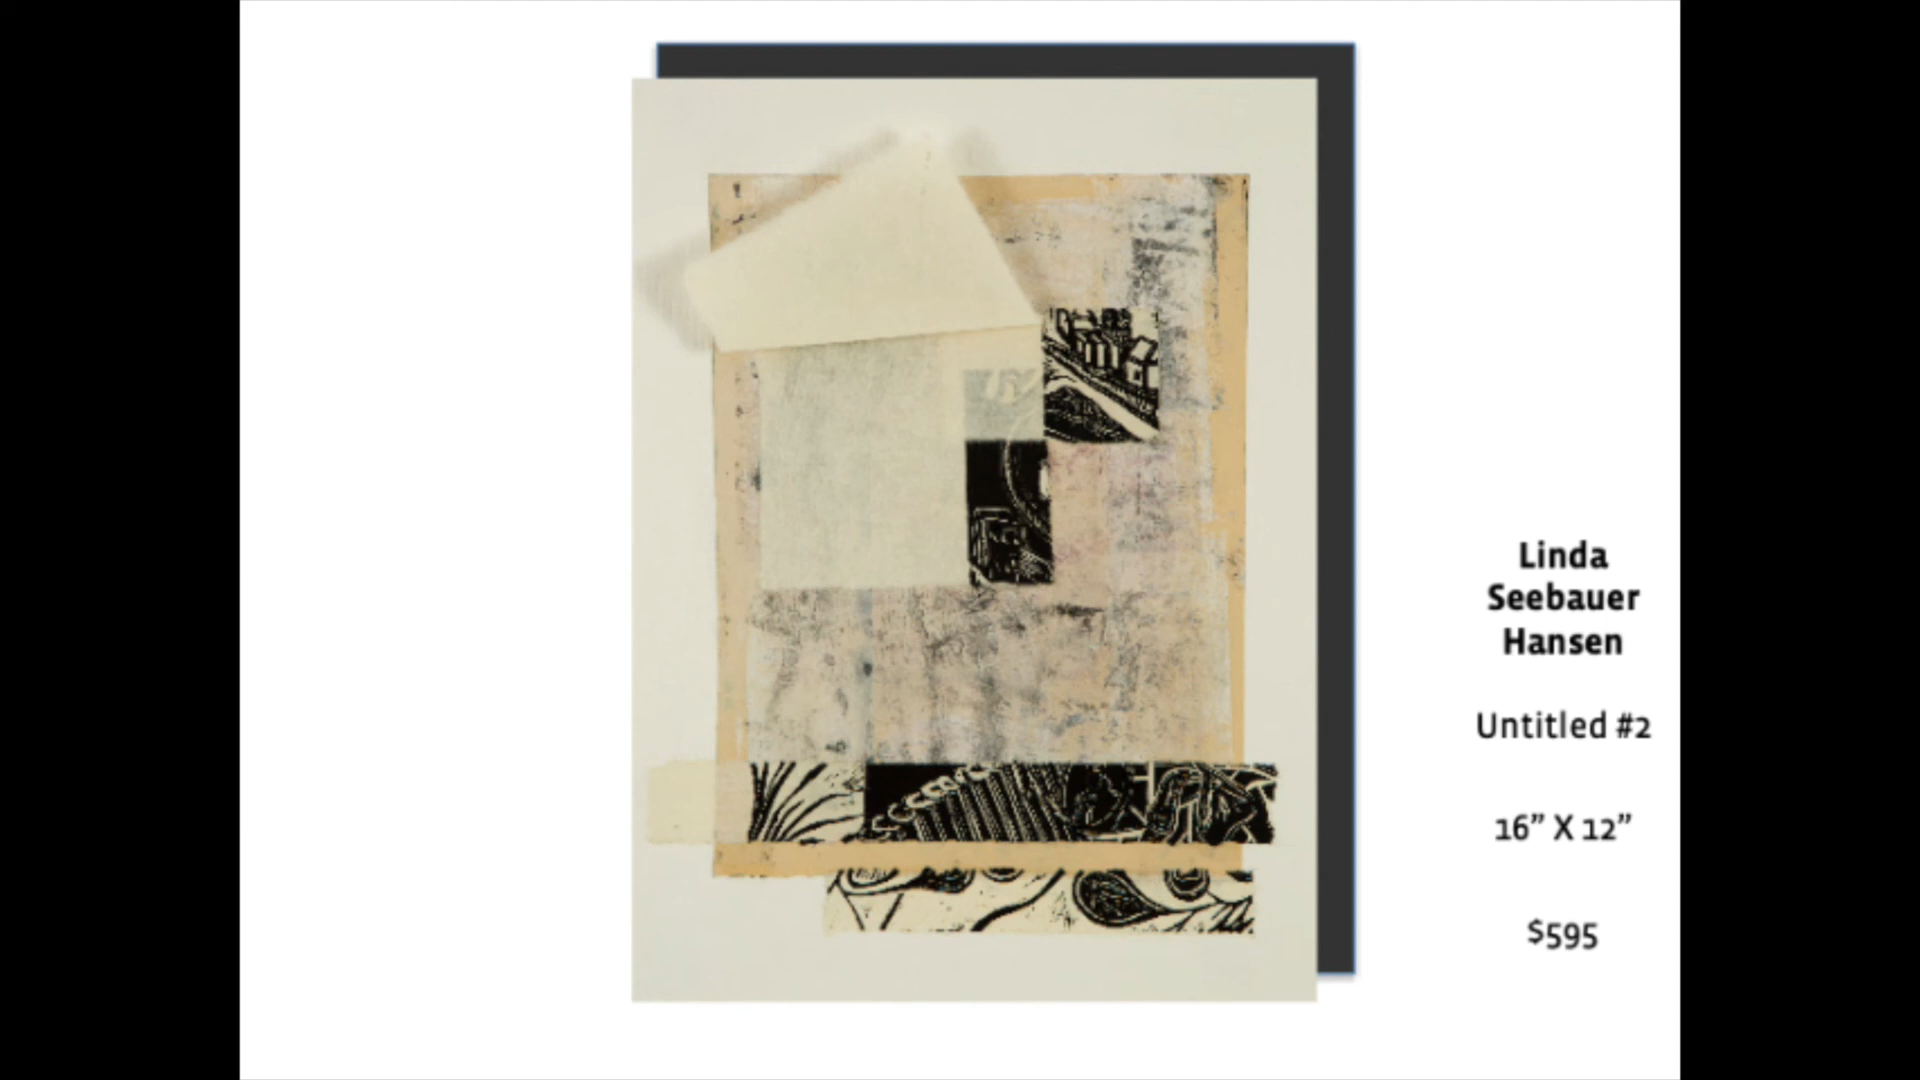 Linda
Seebauer
Hansen
Untitled #2
16” X 12”
$595